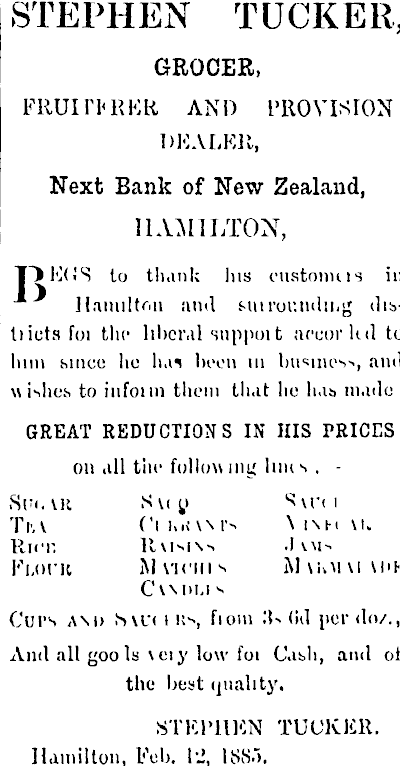 STEPHEN TUCKER,
GROCER,
FRUITERER AND PROVISION
DEALER,
Next Bank of New Zealand,
HAMILTON,
BEGS to thank his customers in
Hamilton and surrounding dis-
tricts for the liberal support accorded to
him since he has been in business, and
wishes to inform them that he has made
GREAT REDUCTIONS IN HIS PRICES
on all the following lines. -
SUGAR SAGO SAUCE
TEA CURRANTS VINEGAR
RICE RAISINS JAMS
FLOUR MATCHES MARMALADE
CANDLES
CUPS AND SAUCERS, from 3s 6d per doz.,
And all goods very low for Cash, and of
the best quality.
STEPHEN TUCKER.
Hamilton, Feb. 12, 1885.